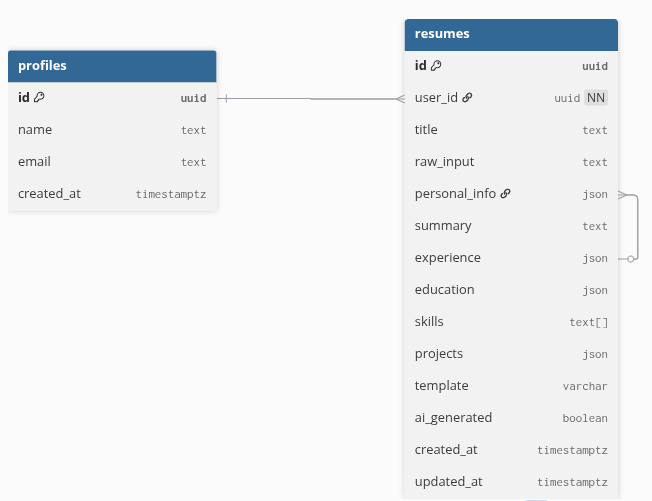 profiles
id uuid
name text
email text
created_at timestamptz
resumes
id uuid
user_id uuid NN
title text
raw_input text
personal_info json
summary text
experience json
education json
skills text[]
projects json
template varchar
ai_generated boolean
created_at timestamptz
updated_at timestamptz